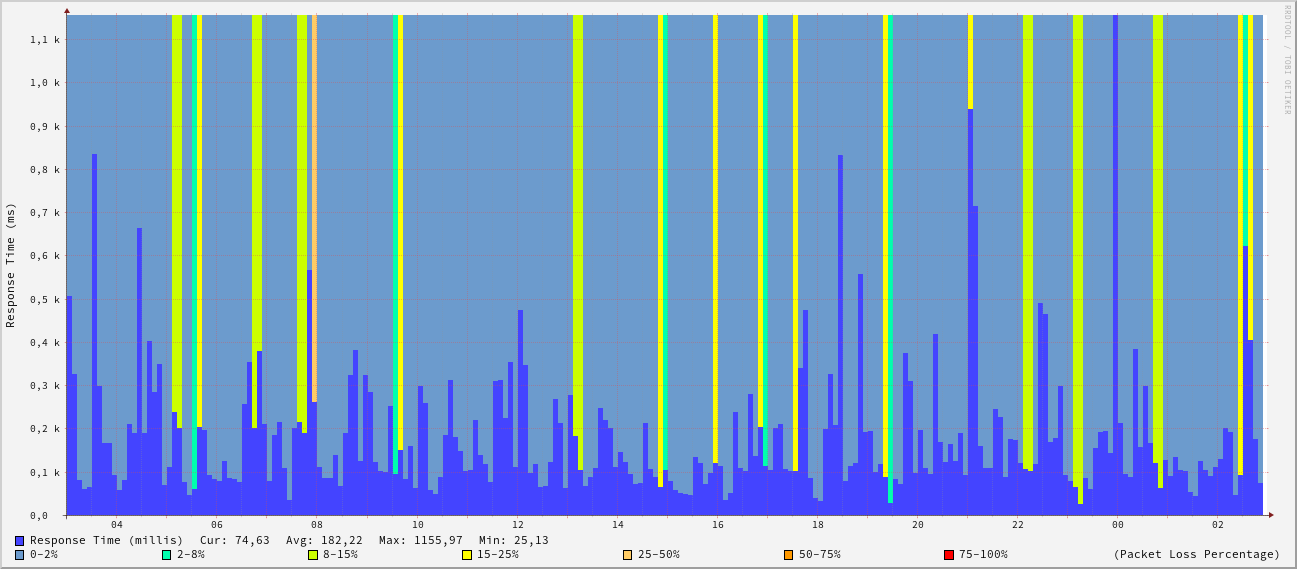 RRDTOOL / TOBI OETIKER
Response Time (ms)
1,1 k
1,0 k
0,9 k
0,8 k
0,7 k
0,6 k
0,5 k
0,4 k
0,3 k
0,2 k
0,1 k
0,0
04 06 08 10 12 14 16 18 20 22 00 02
Response Time (millis) Cur: 74,63 Avg: 182,22 Max: 1155,97 Min: 25,13
0-2% 2-8% 8-15% 15-25% 25-50% 50-75% 75-100% (Packet Loss Percentage)